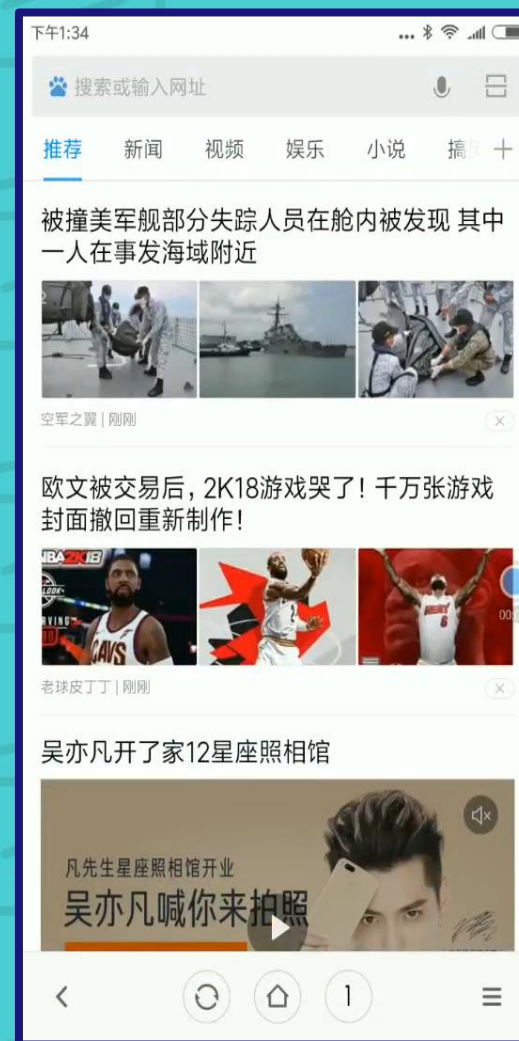 下午1:34
搜索或输入网址
推荐 新闻 视频 娱乐 小说 搞
被撞美军舰部分失踪人员在舱内被发现 其中
一人在事发海域附近
空军之翼 | 刚刚
欧文被交易后，2K18游戏哭了！千万张游戏
封面撤回重新
制作！
NBA2K18
CAVS
2
HEAT
6
老球皮丁丁 | 刚刚
吴亦凡开了家12星座照相馆
凡先生星座照相馆开业
吴亦凡喊你来拍照
1